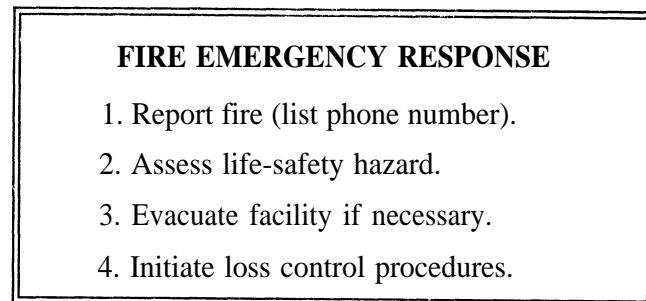 FIRE EMERGENCY RESPONSE
1. Report fire (list phone number).
2. Assess life-safety hazard.
3. Evacuate facility if necessary.
4. Initiate loss control procedures.